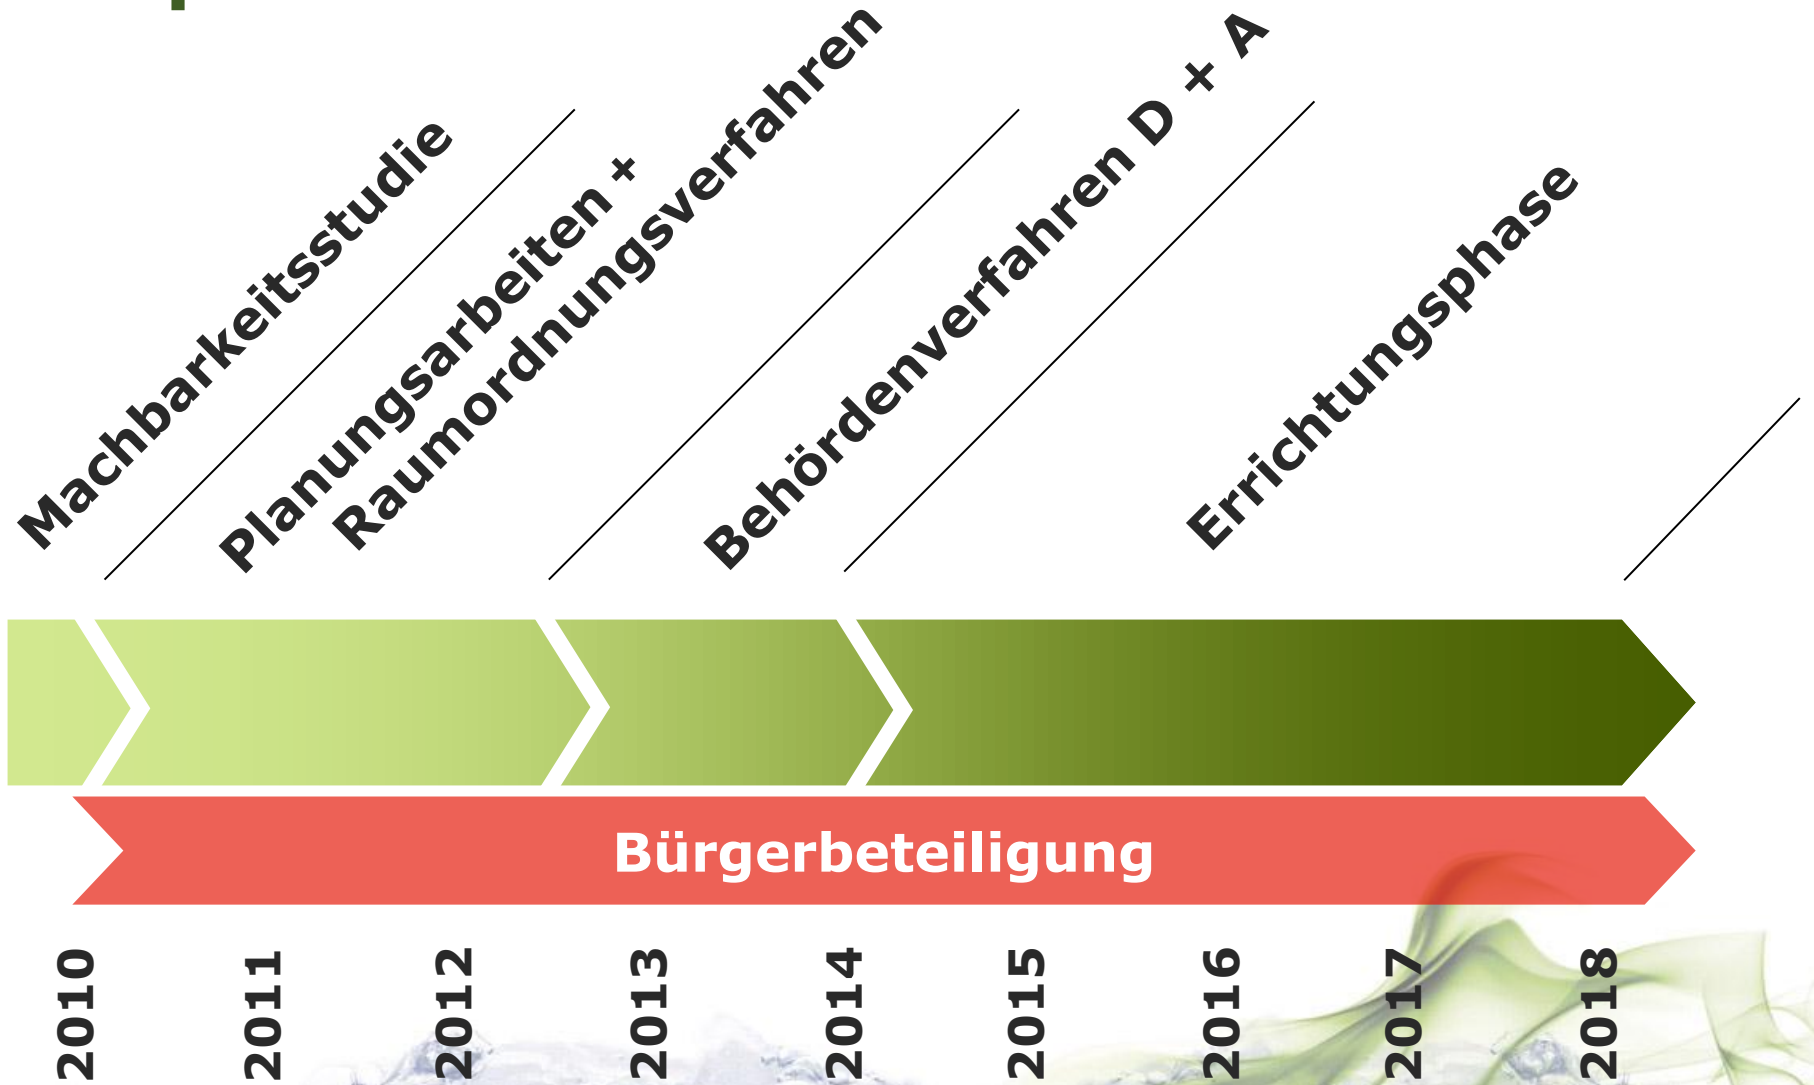 Machbarkeitsstudie
Planungsarbeiten +
Raumordnungsverfahren
Behördenverfahren D + A
Errichtungsphase
Bürgerbeteiligung
2010
2011
2012
2013
2014
2015
2016
2017
2018